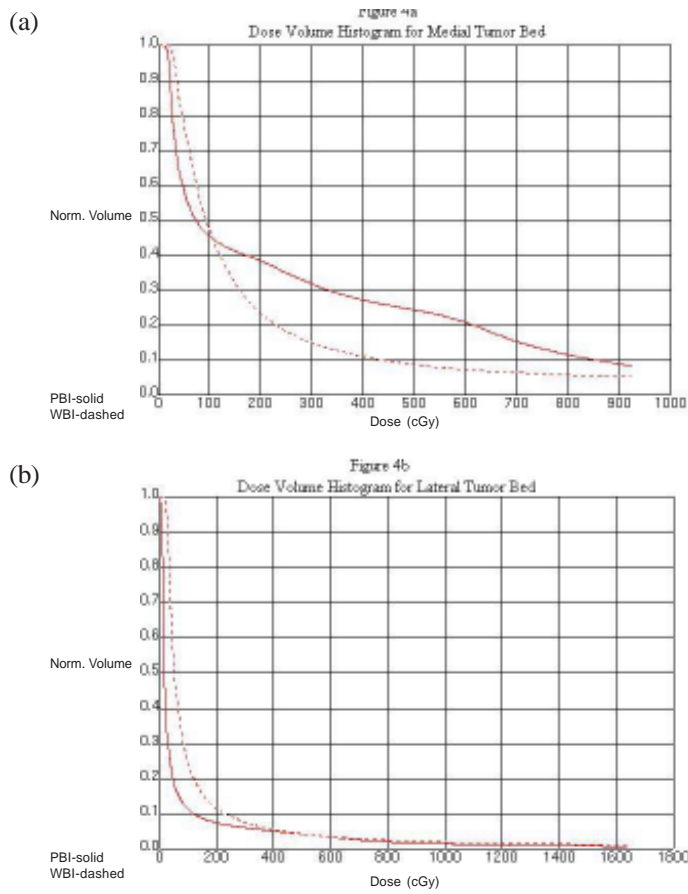 (a)
Figure 4a
Dose Volume Histogram for Medial Tumor Bed
1.0
0.9
0.8
0.7
0.6
Norm. Volume 0.5
0.4
0.3
0.2
0.1
0.0
0 100 200 300 400 500 600 700 800 900 1000
PBI-solid
WBI-dashed
Dose (cGy)
(b)
Figure 4b
Dose Volume Histogram for Lateral Tumor Bed
1.0
0.9
0.8
0.7
0.6
Norm. Volume 0.5
0.4
0.3
0.2
0.1
0.0
0 200 400 600 800 1000 1200 1400 1600 1800
PBI-solid
WBI-dashed
Dose (cGy)